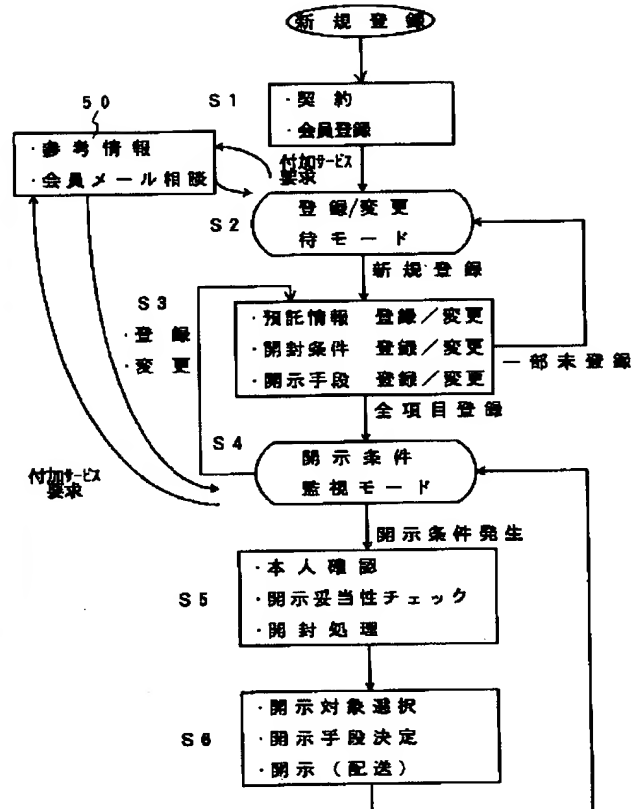 新規登録
S1
・契約
・会員登録
50
・参考情報
・会員メール相談
付加サービス
要求
S2
登録/変更
待モード
新規登録
S3
・登録
・変更
・預託情報 登録/変更
・開封条件 登録/変更
・開示手段 登録/変更
一部未登録
全項目登録
S4
開示条件
監視モード
付加サービス
要求
開示条件発生
S5
・本人確認
・開示妥当性チェック
・開封処理
S6
・開示対象選択
・開示手段決定
・開示(配送)